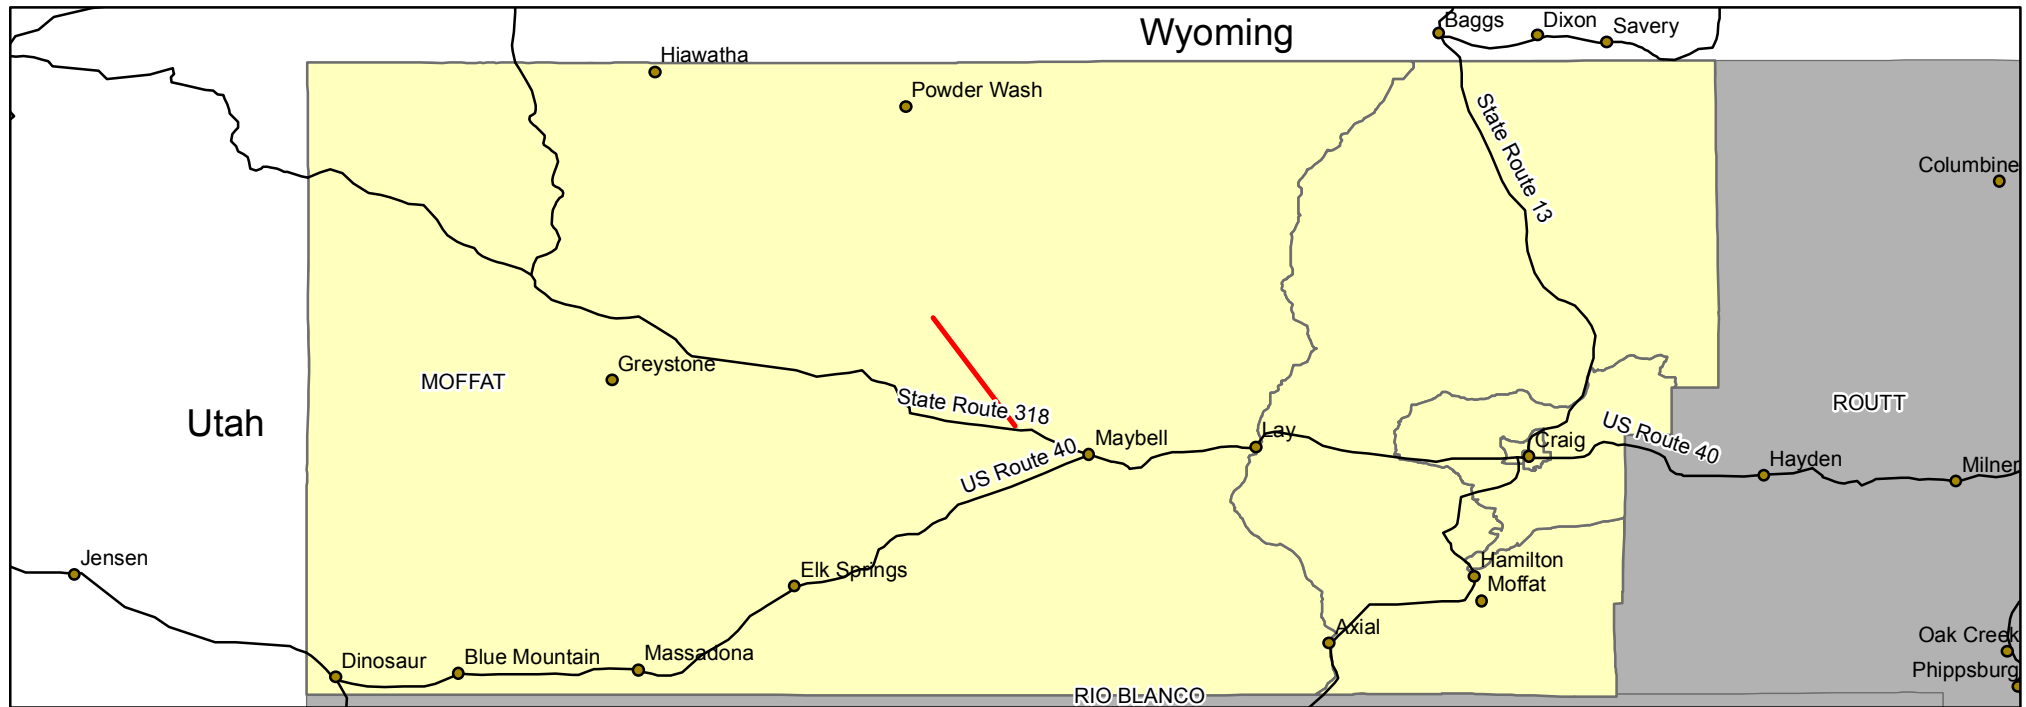 Wyoming
Baggs
Dixon
Savery
Hiawatha
Powder Wash
State Route 13
Columbine
Greystone
MOFFAT
Utah
State Route 318
ROUTT
US Route 40
Maybell
Lay
Craig
US Route 40
Hayden
Milner
Jensen
Elk Springs
Hamilton
Moffat
Axial
Oak Creek
Dinosaur
Blue Mountain
Massadona
Phippsburg
RIO BLANCO